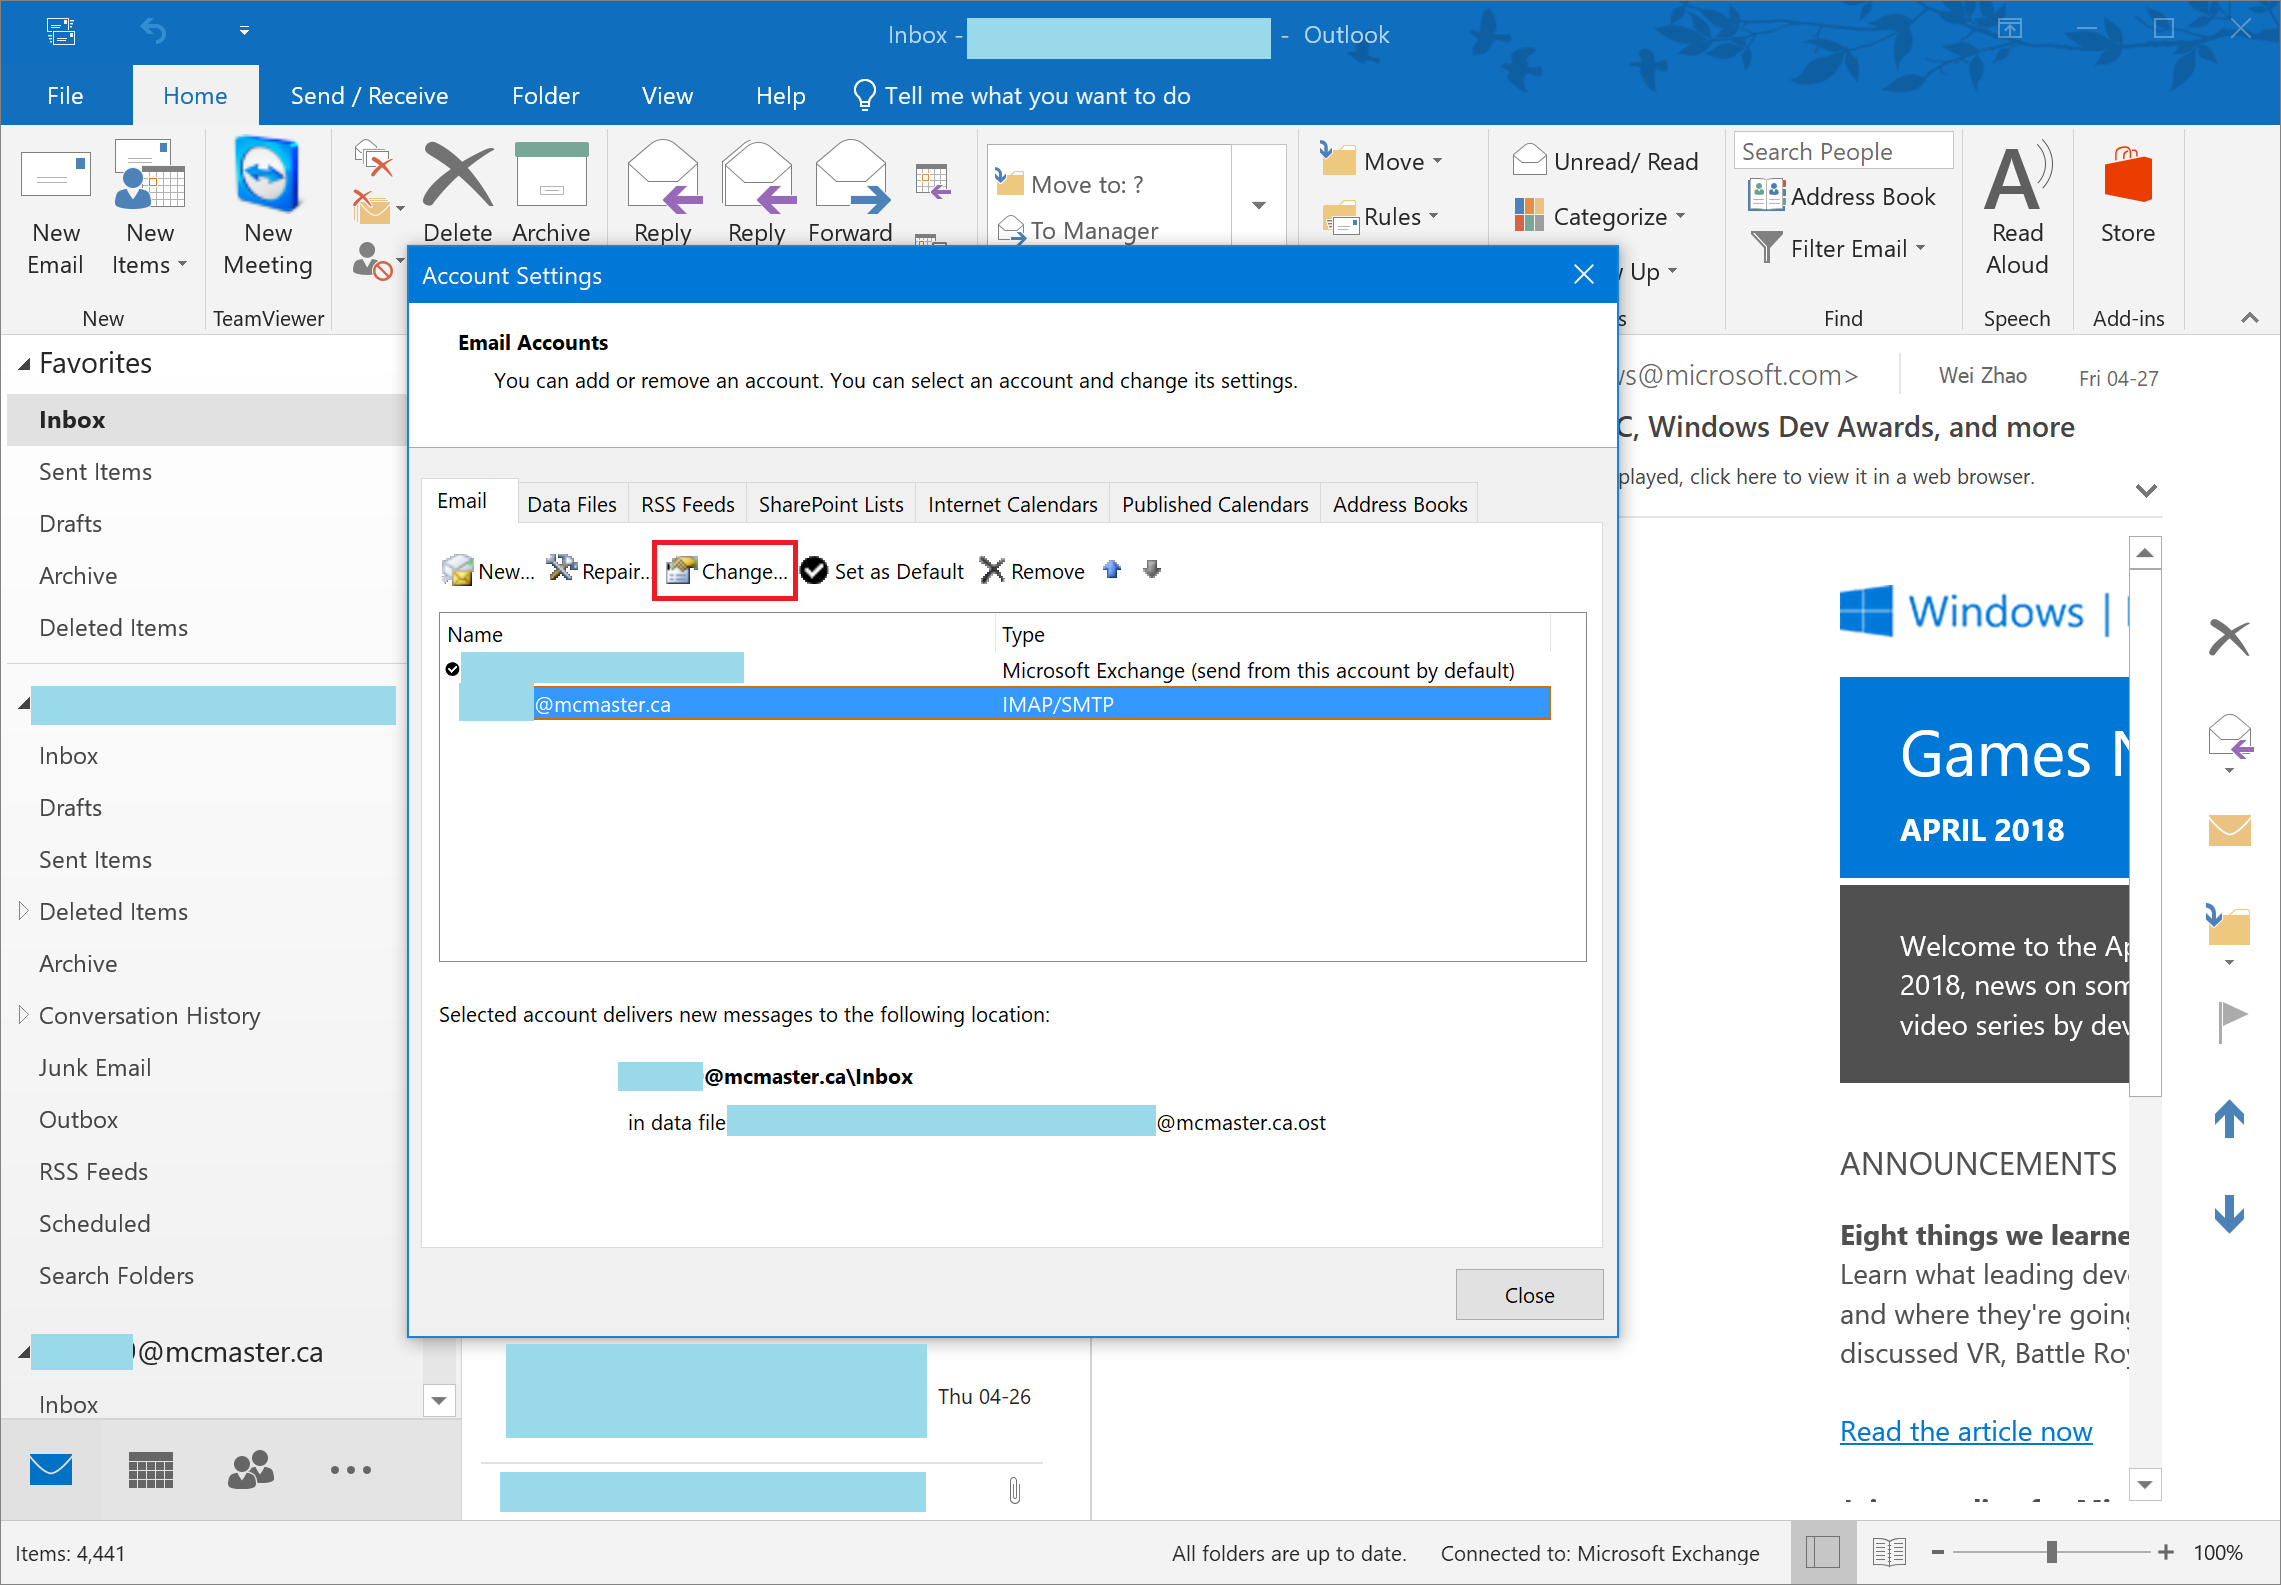 Inbox -
- Outlook
File
Home
Send / Receive
Folder
View
Help
Tell me what you want to do
New
Email
New
Items
New
New
Meeting
TeamViewer
Delete
Archive
Reply
Reply
Forward
Move to: ?
To Manager
Move
Rules
Unread/ Read
Categorize
Up
Search People
Address Book
Filter Email
Find
Read
Aloud
Speech
Store
Add-ins
Favorites
Inbox
Sent Items
Drafts
Archive
Deleted Items
Inbox
Drafts
Sent Items
Deleted Items
Archive
Conversation History
Junk Email
Outbox
RSS Feeds
Scheduled
Search Folders
@mcmaster.ca
Inbox
Account Settings
Email Accounts
You can add or remove an account. You can select an account and change its settings.
Email
Data Files
RSS Feeds
SharePoint Lists
Internet Calendars
Published Calendars
Address Books
New...
Repair...
Change...
Set as Default
Remove
Name
Type
Microsoft Exchange (send from this account by default)
@mcmaster.ca
IMAP/SMTP
Selected account delivers new messages to the following location:
@mcmaster.ca\Inbox
in data file
@mcmaster.ca.ost
Close
Thu 04-26
s@microsoft.com>
Wei Zhao
Fri 04-27
C, Windows Dev Awards, and more
played, click here to view it in a web browser.
Windows |
Games N
APRIL 2018
Welcome to the Ap
2018, news on som
video series by dev
ANNOUNCEMENTS
Eight things we learne
Learn what leading deve
and where they're going
discussed VR, Battle Roy
Read the article now
Items: 4,441
All folders are up to date.
Connected to: Microsoft Exchange
100%